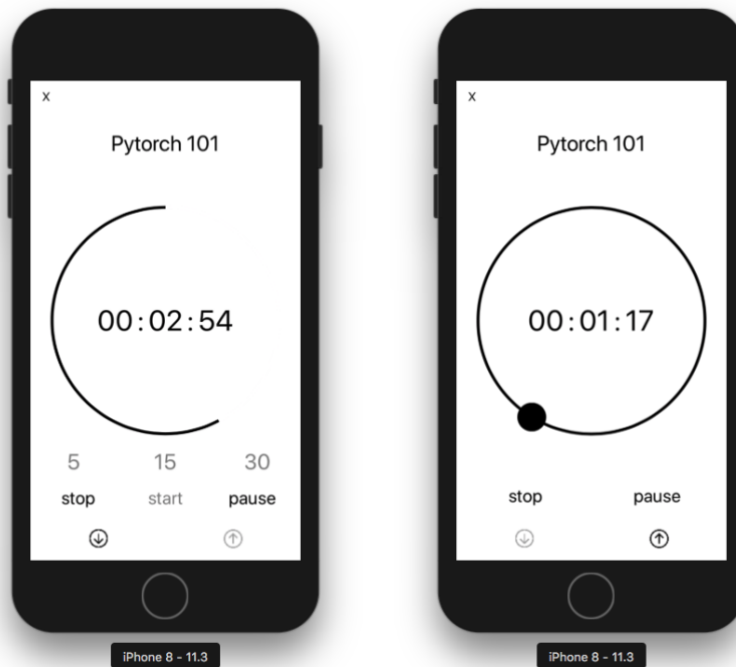 x
Pytorch 101
00:02:54
5 15 30
stop start pause
iPhone 8 - 11.3
x
Pytorch 101
00:01:17
stop pause
iPhone 8 - 11.3